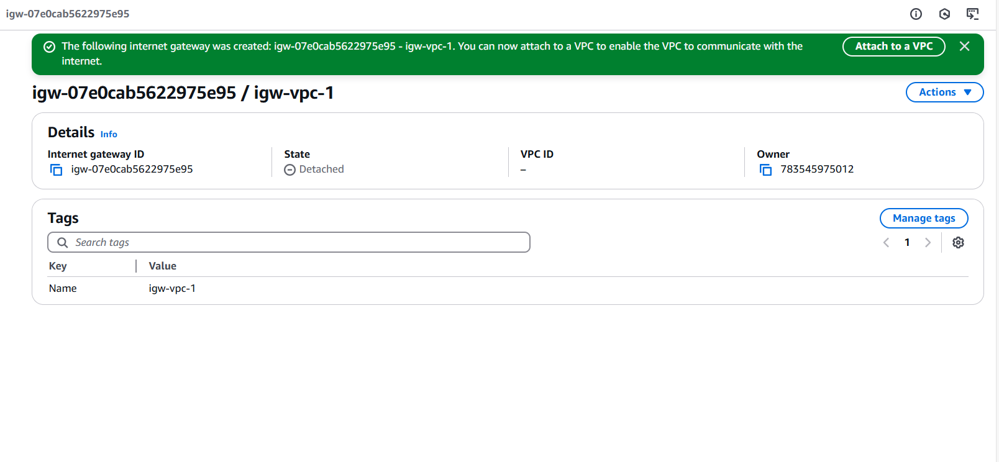 igw-07e0cab5622975e95
The following internet gateway was created: igw-07e0cab5622975e95 - igw-vpc-1. You can now attach to a VPC to enable the VPC to communicate with the
internet.
Attach to a VPC
igw-07e0cab5622975e95 / igw-vpc-1
Actions
Details Info
Internet gateway ID
igw-07e0cab5622975e95
State
Detached
VPC ID
–
Owner
783545975012
Tags
Manage tags
Search tags
1
Key Value
Name igw-vpc-1